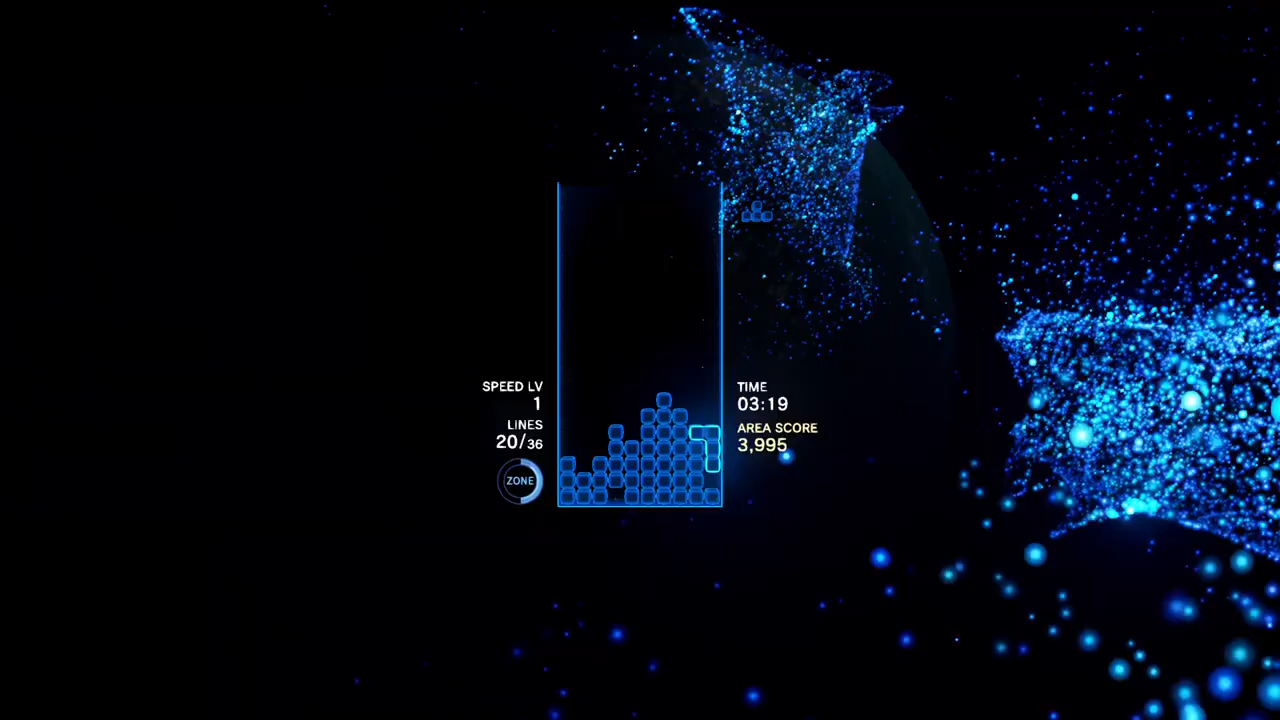 SPEED LV
1
LINES
20/36
ZONE
TIME
03:19
AREA SCORE
3,995